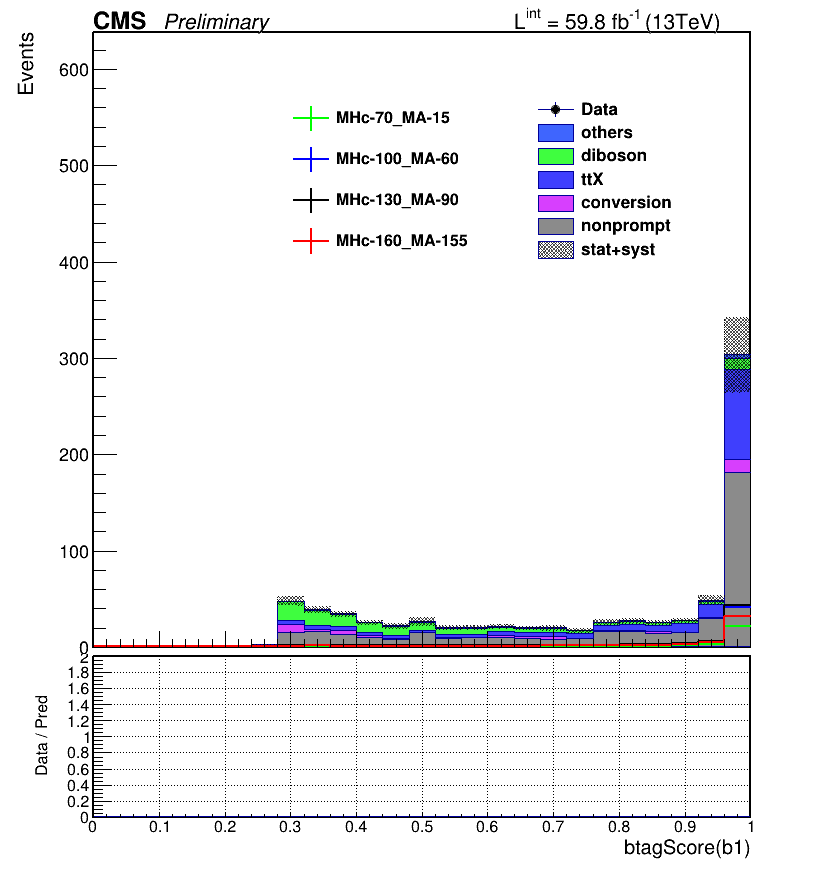 CMS Preliminary L^int = 59.8 fb^-1 (13TeV)
Events
600
500
400
300
200
100
0
MHc-70_MA-15
MHc-100_MA-60
MHc-130_MA-90
MHc-160_MA-155
Data
others
diboson
ttX
conversion
nonprompt
stat+syst
Data / Pred
2
1.8
1.6
1.4
1.2
1
0.8
0.6
0.4
0.2
0
0 0.1 0.2 0.3 0.4 0.5 0.6 0.7 0.8 0.9 1
btagScore(b1)